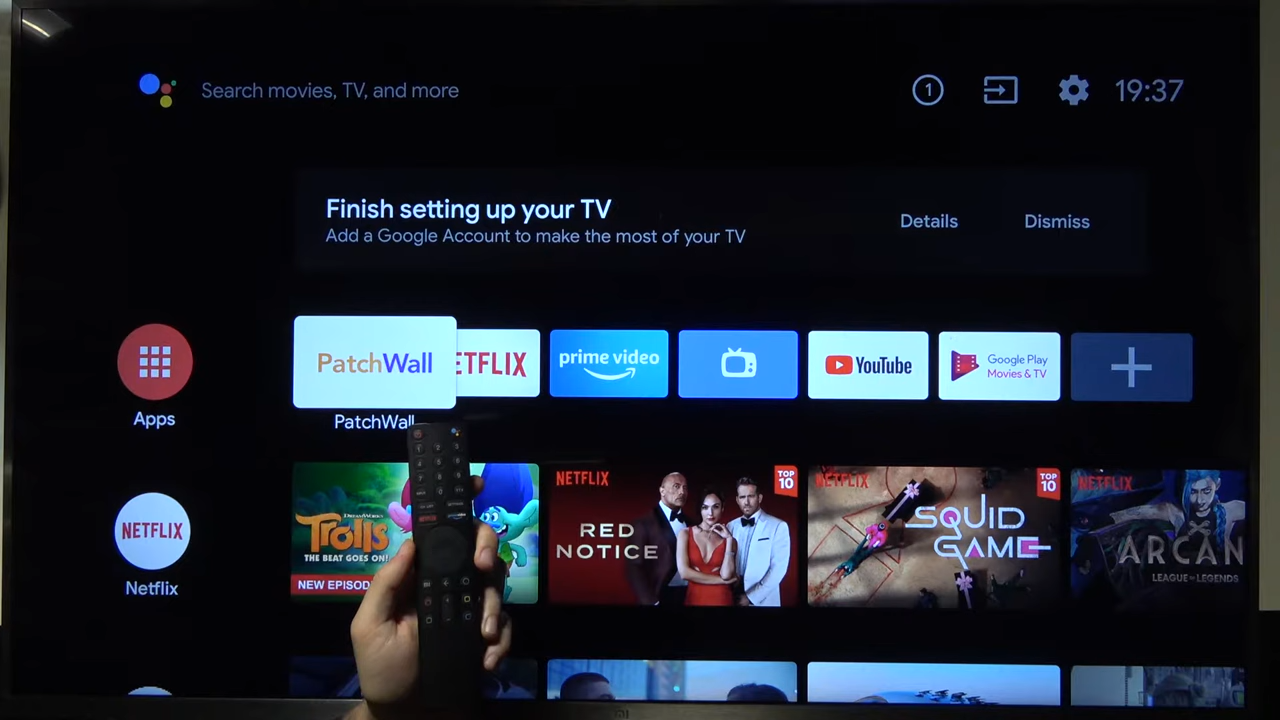 Search movies, TV, and more
1
19:37
Finish setting up your TV
Add a Google Account to make the most of your TV
Details
Dismiss
Apps
PatchWall
ETFLIX
prime video
YouTube
Google Play
Movies & TV
PatchWall
NETFLIX
Netflix
Trolls
THE BEAT GOES ON!
NEW EPISOD
NETFLIX
TOP
10
RED
NOTICE
NETFLIX
TOP
10
SQUID
GAME
NETFLIX
ARCAN
LEAGUE of LEGENDS